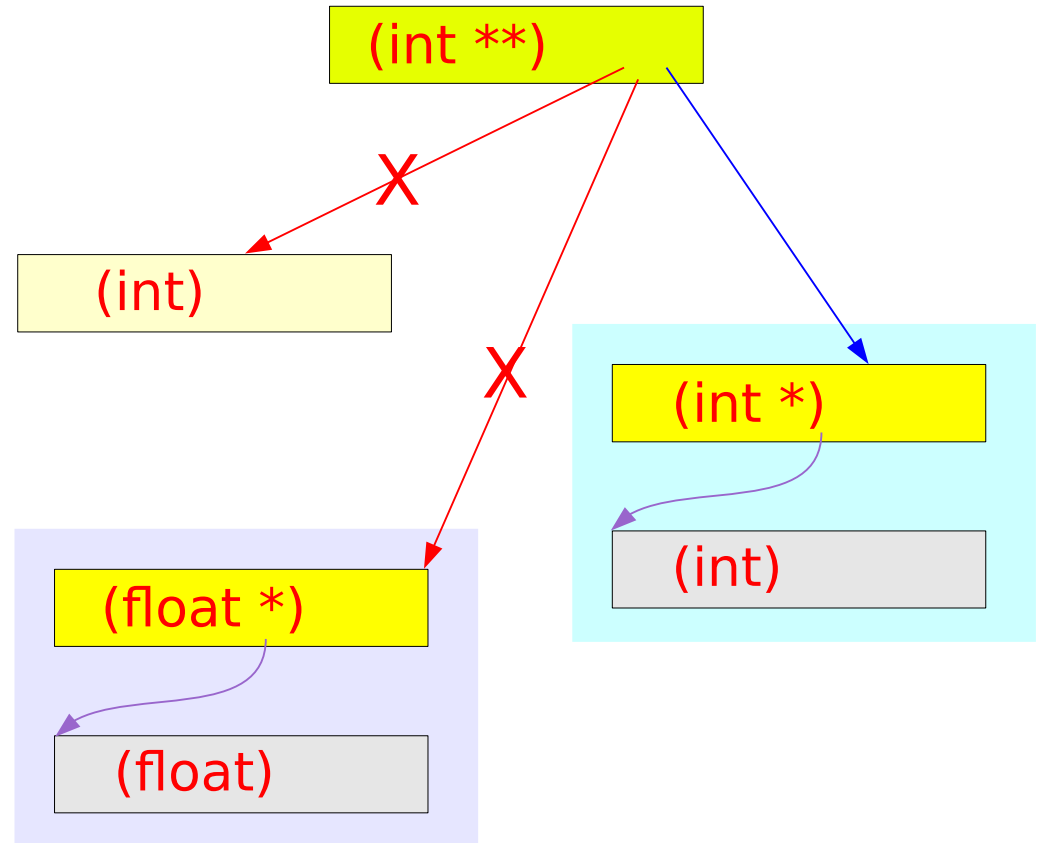 (int **)
X
(int)
X
(int *)
(int)
(float *)
(float)